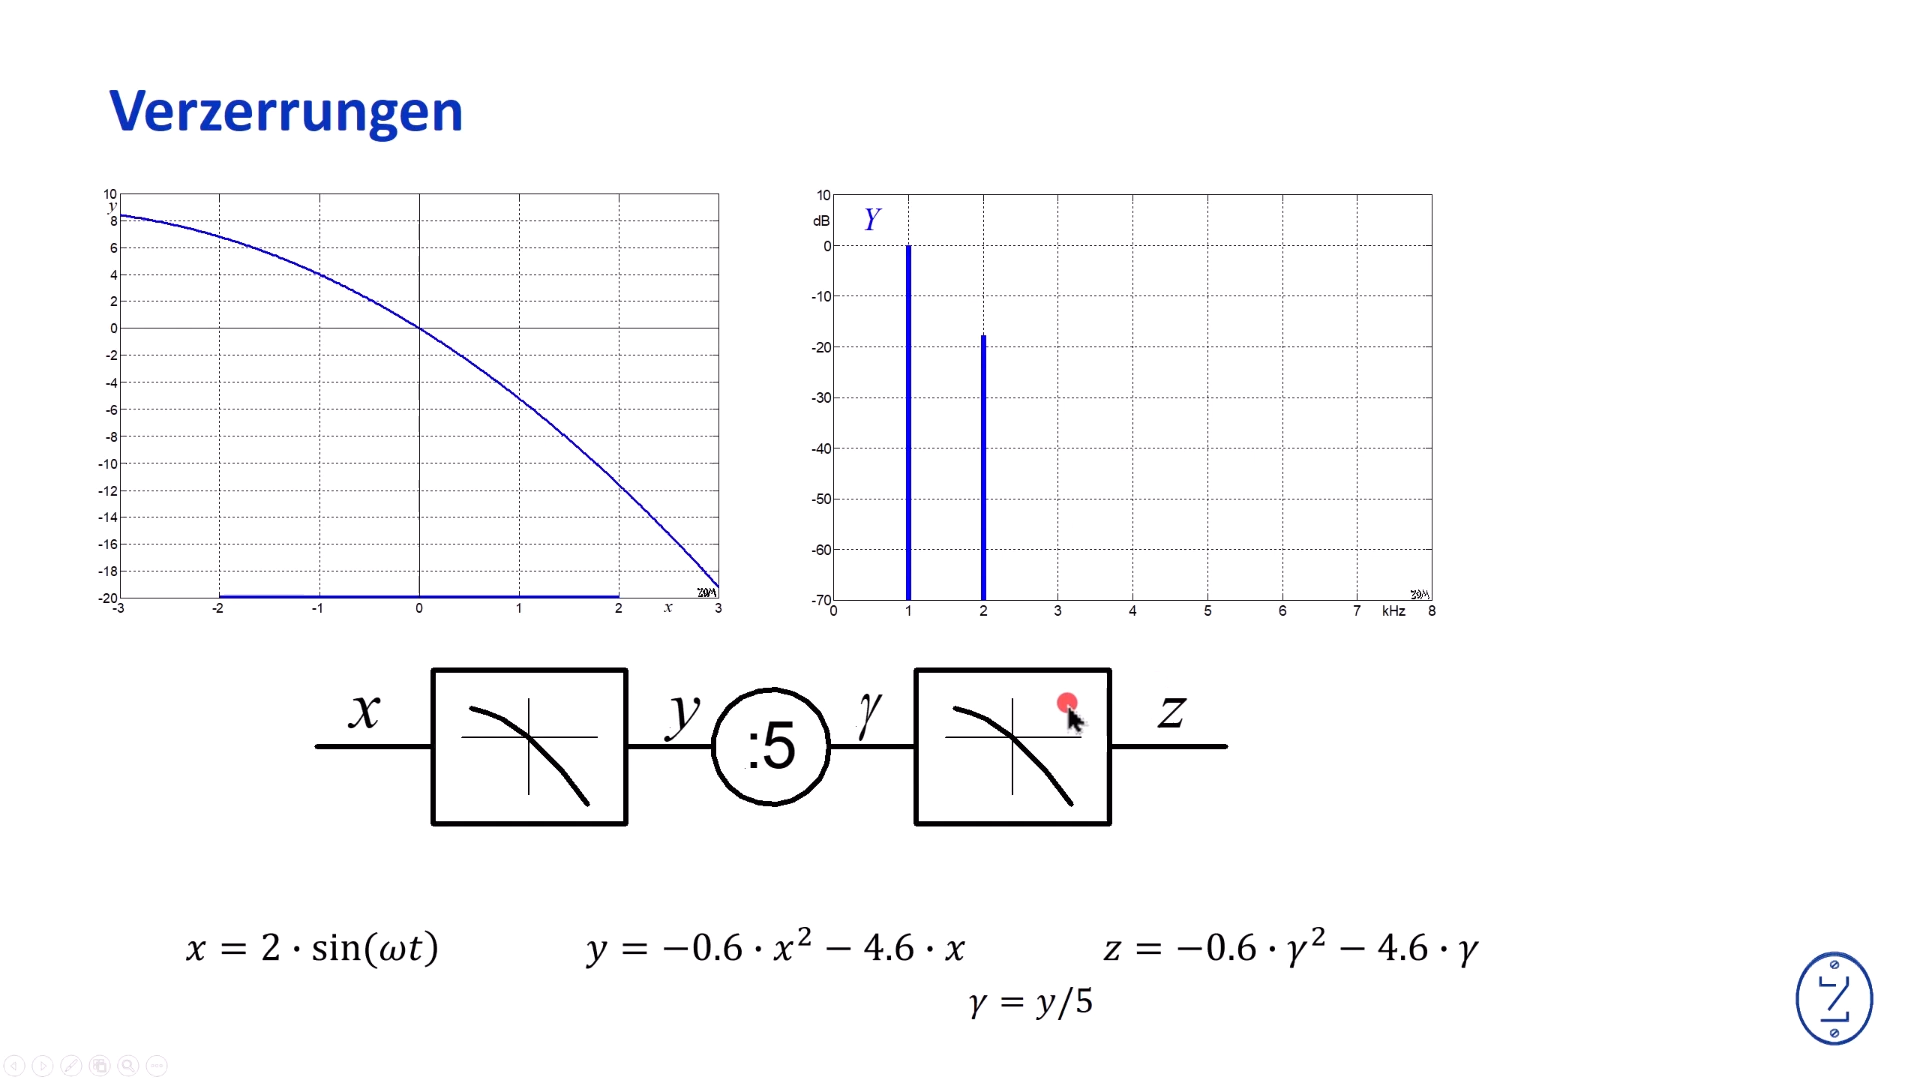 Verzerrungen
10
y
8
6
4
2
0
-2
-4
-6
-8
-10
-12
-14
-16
-18
-20
-3 -2 -1 0 1 2 x 3
10
dB
Y
0
-10
-20
-30
-40
-50
-60
-70
0 1 2 3 4 5 6 7 kHz 8
x y :5 γ z
x = 2 · sin(ωt) y = −0.6 · x² − 4.6 · x z = −0.6 · γ² − 4.6 · γ
γ = y/5